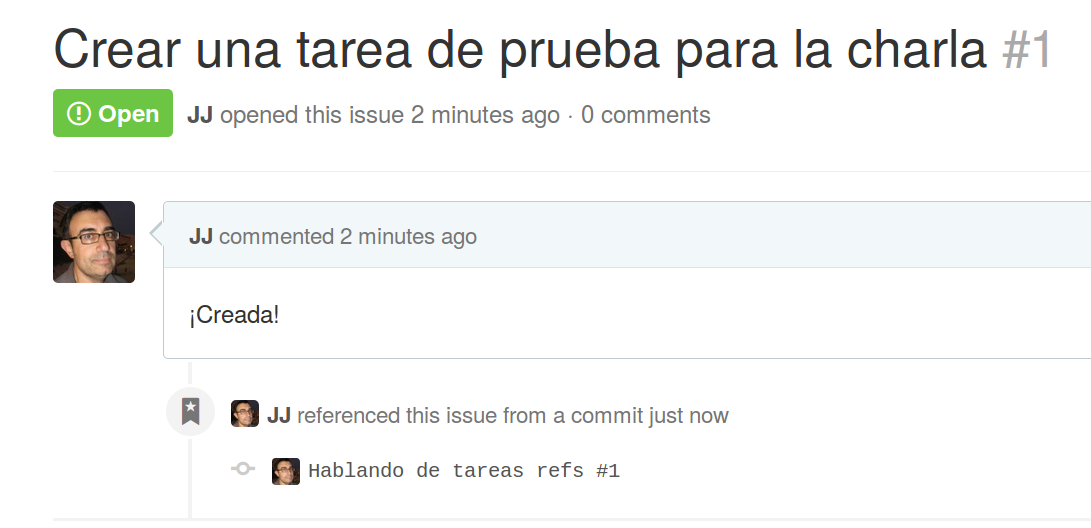 Crear una tarea de prueba para la charla #1
Open JJ opened this issue 2 minutes ago · 0 comments
JJ commented 2 minutes ago
¡Creada!
JJ referenced this issue from a commit just now
Hablando de tareas refs #1